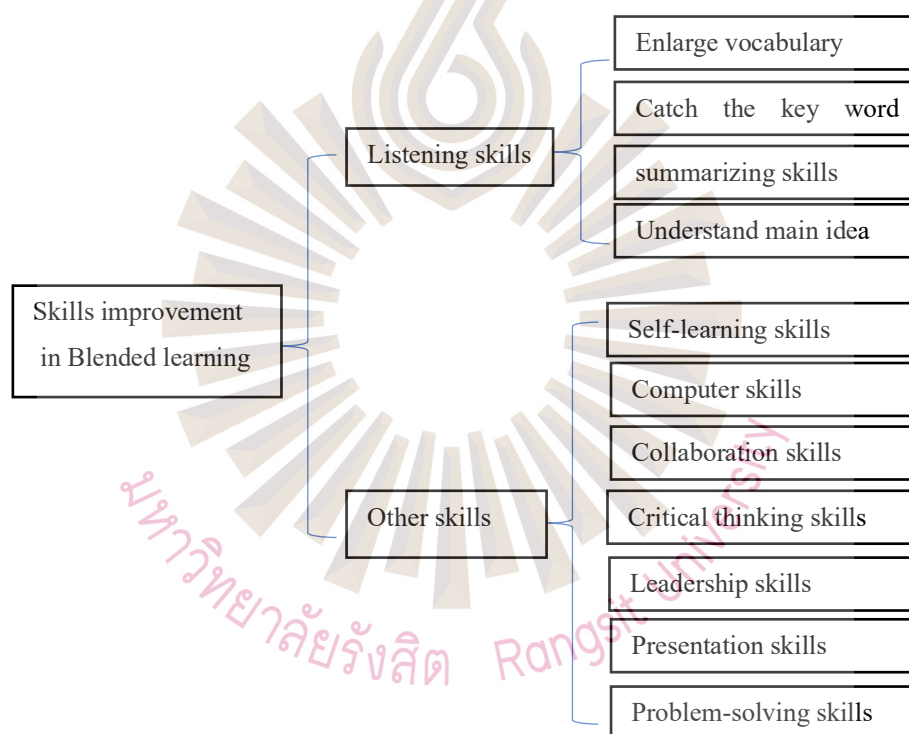 Skills improvement
in Blended learning
Listening skills
Enlarge vocabulary
Catch the key word
summarizing skills
Understand main idea
Other skills
Self-learning skills
Computer skills
Collaboration skills
Critical thinking skills
Leadership skills
Presentation skills
Problem-solving skills
มหาวิทยาลัยรังสิต Rangsit University